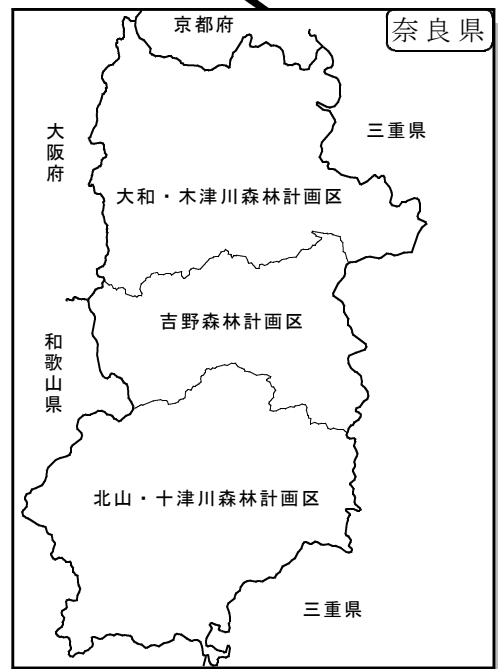 奈良県
京都府
三重県
大阪府
大和・木津川森林計画区
吉野森林計画区
和歌山県
北山・十津川森林計画区
三重県